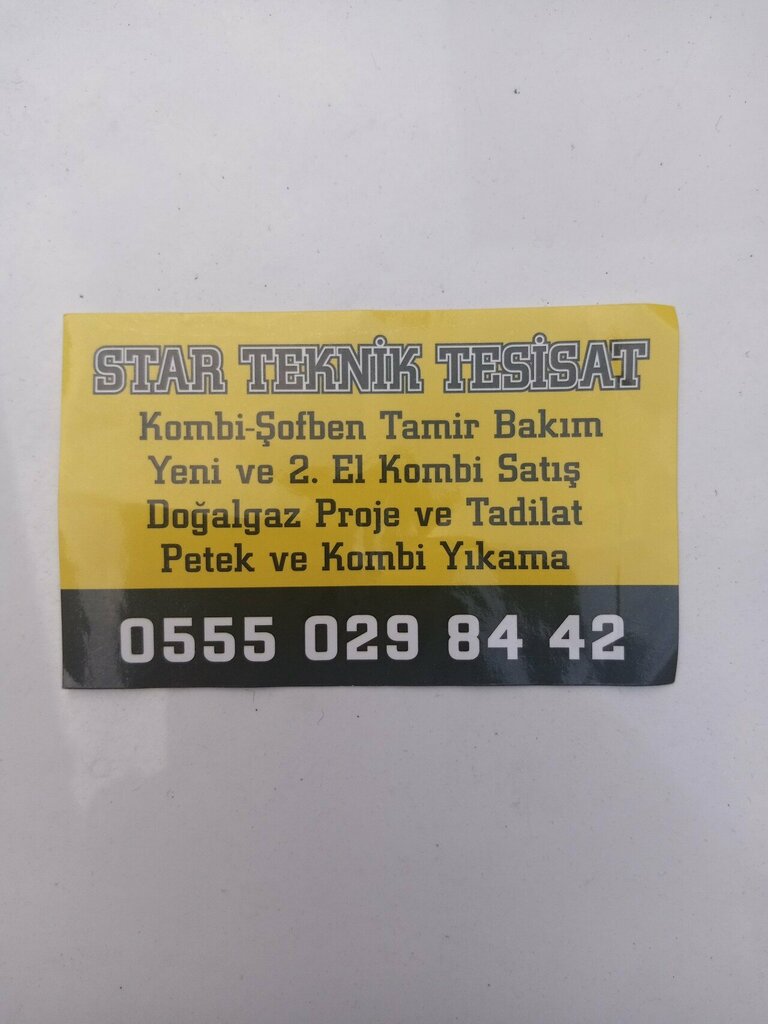 STAR TEKNİK TESİSAT
Kombi-Şofben Tamir Bakım
Yeni ve 2. El Kombi Satış
Doğalgaz Proje ve Tadilat
Petek ve Kombi Yıkama
0555 029 84 42